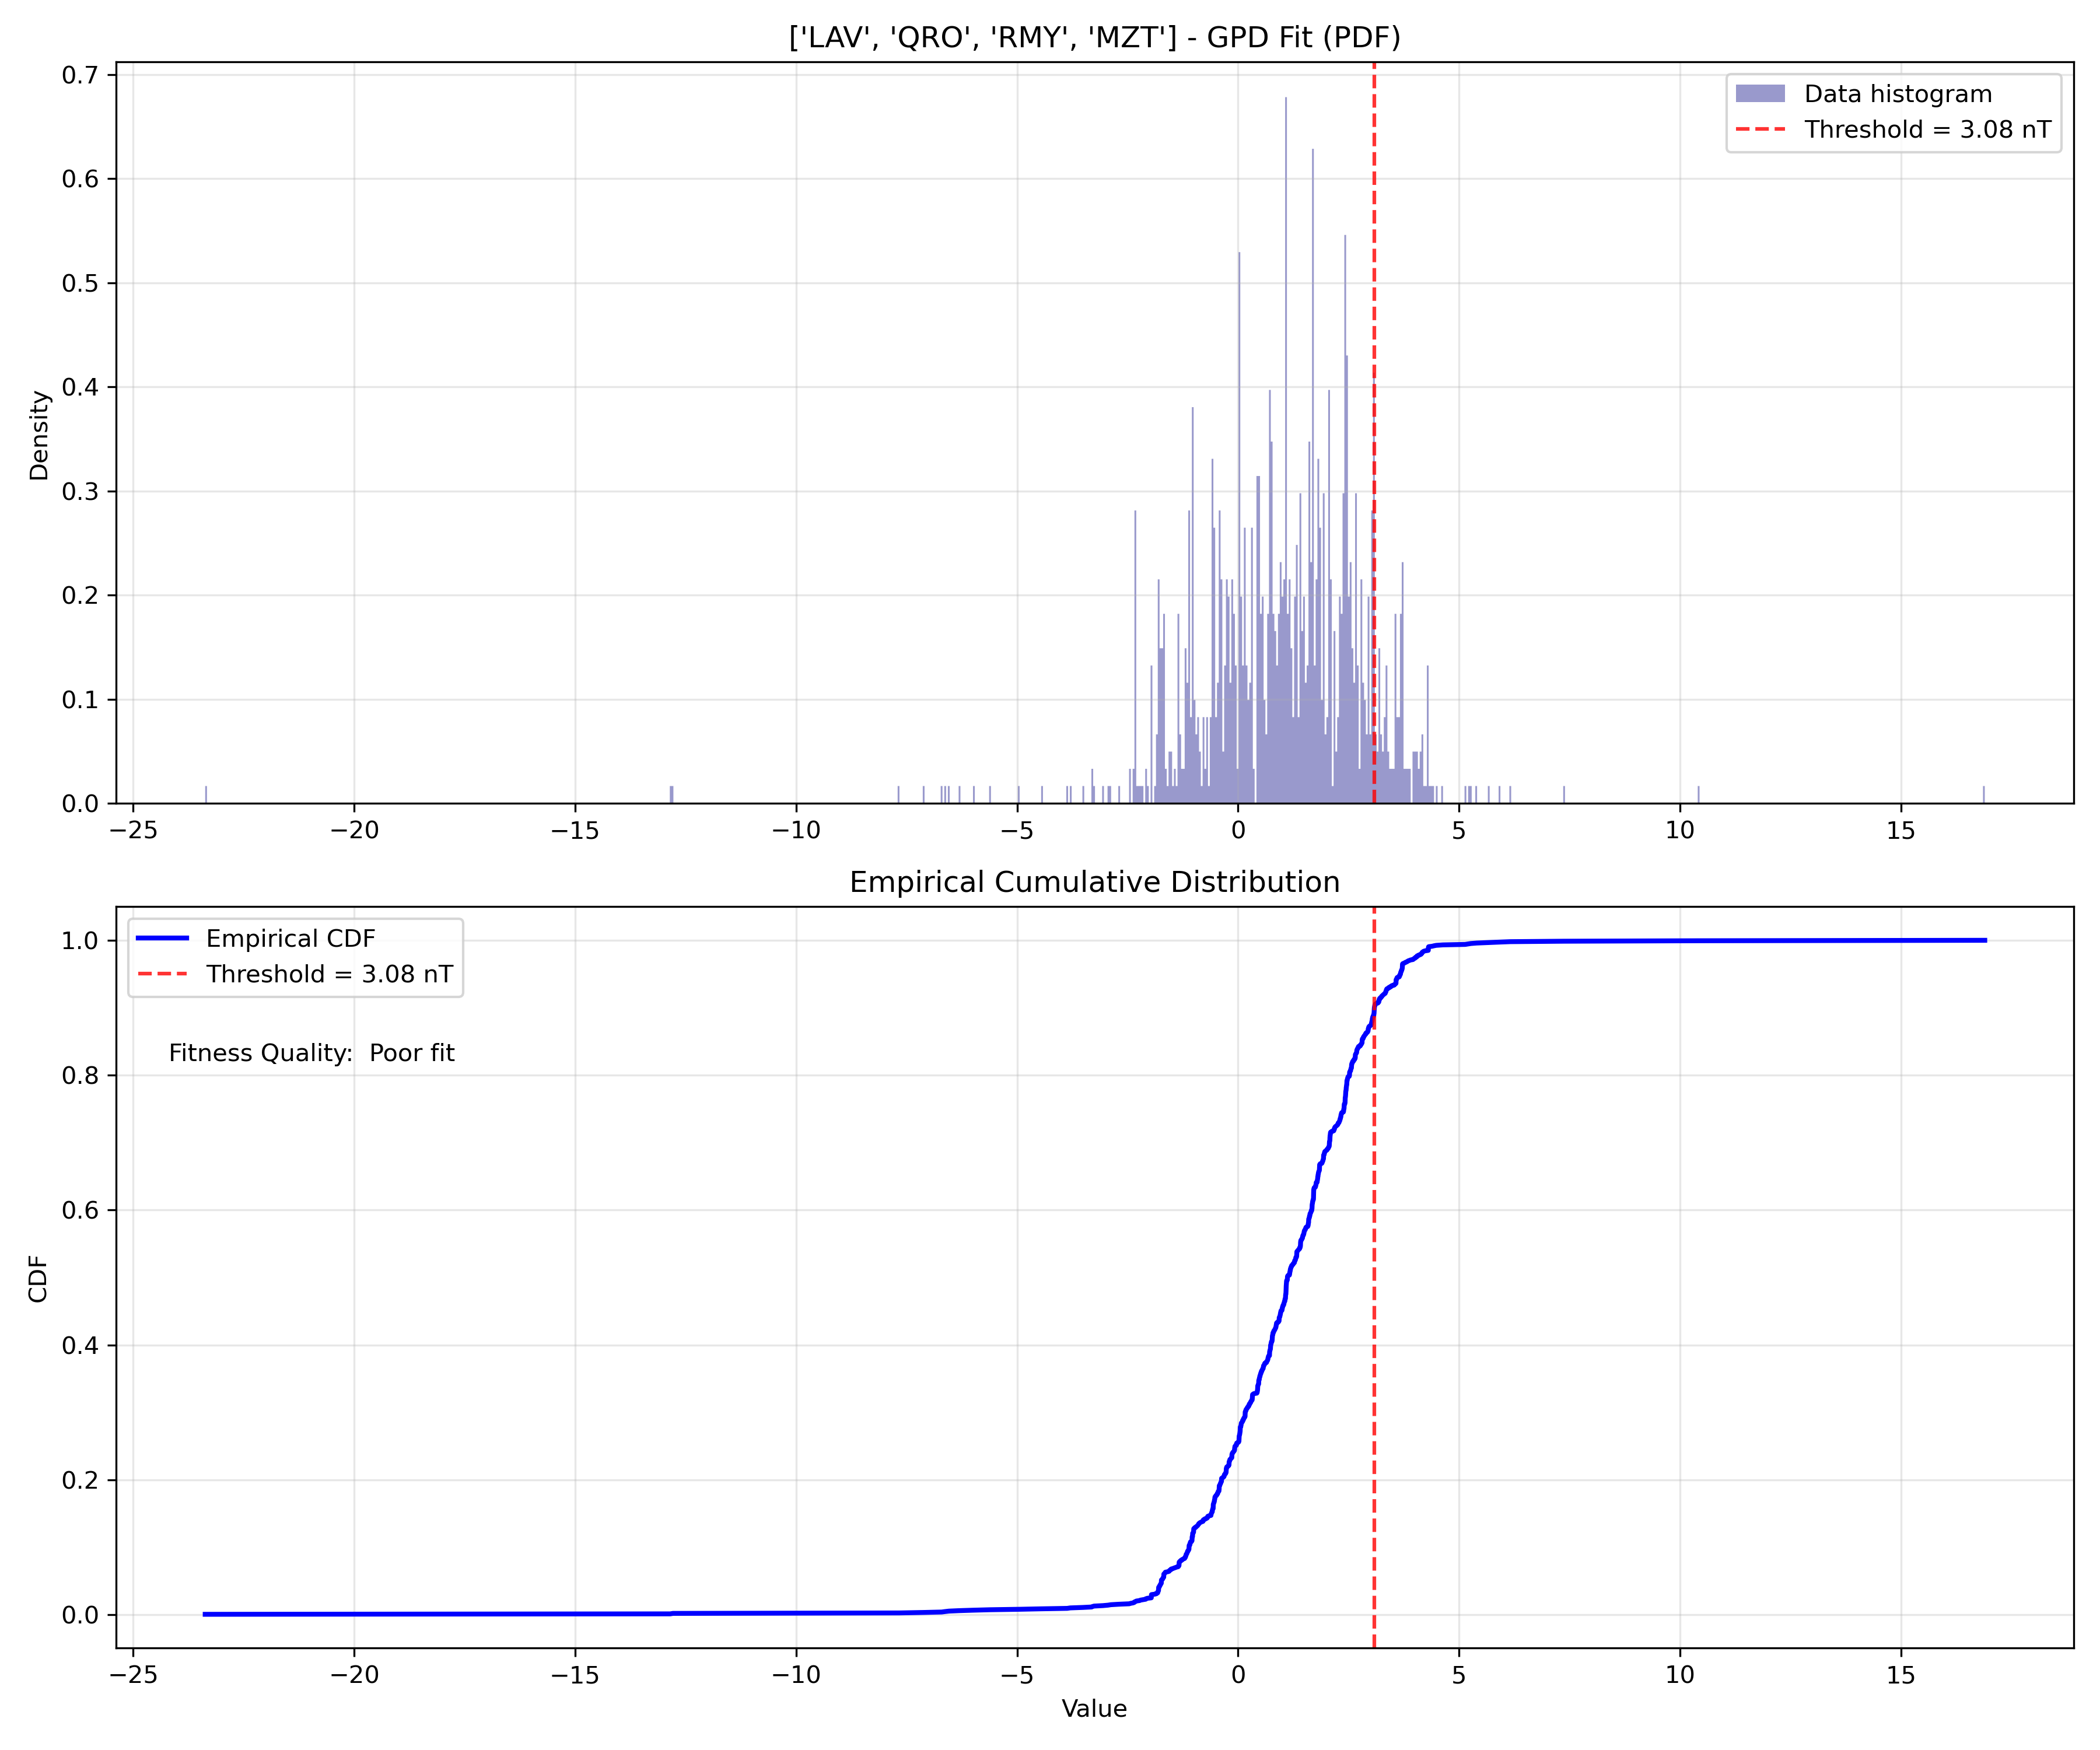 ['LAV', 'QRO', 'RMY', 'MZT'] - GPD Fit (PDF)
Density
0.7
0.6
0.5
0.4
0.3
0.2
0.1
0.0
Data histogram
Threshold = 3.08 nT
−25 −20 −15 −10 −5 0 5 10 15
Empirical Cumulative Distribution
CDF
1.0
0.8
0.6
0.4
0.2
0.0
Empirical CDF
Threshold = 3.08 nT
Fitness Quality: Poor fit
−25 −20 −15 −10 −5 0 5 10 15
Value